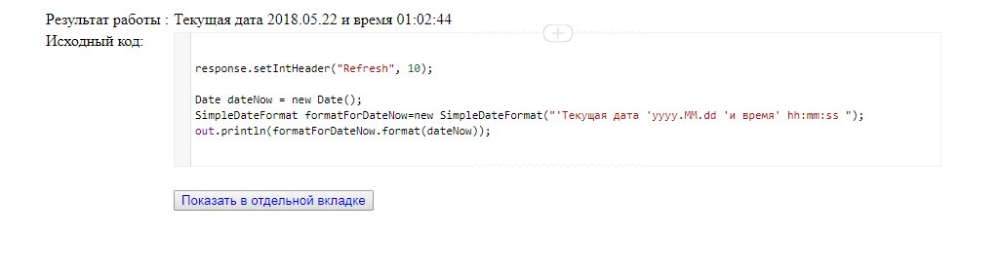 Результат работы : Текущая дата 2018.05.22 и время 01:02:44
Исходный код:
response.setIntHeader("Refresh", 10);
Date dateNow = new Date();
SimpleDateFormat formatForDateNow=new SimpleDateFormat("'Текущая дата 'yyyy.MM.dd 'и время' hh:mm:ss ");
out.println(formatForDateNow.format(dateNow));
Показать в отдельной вкладке